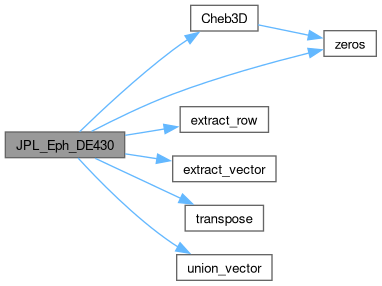 Cheb3D
zeros
extract_row
JPL_Eph_DE430
extract_vector
transpose
union_vector